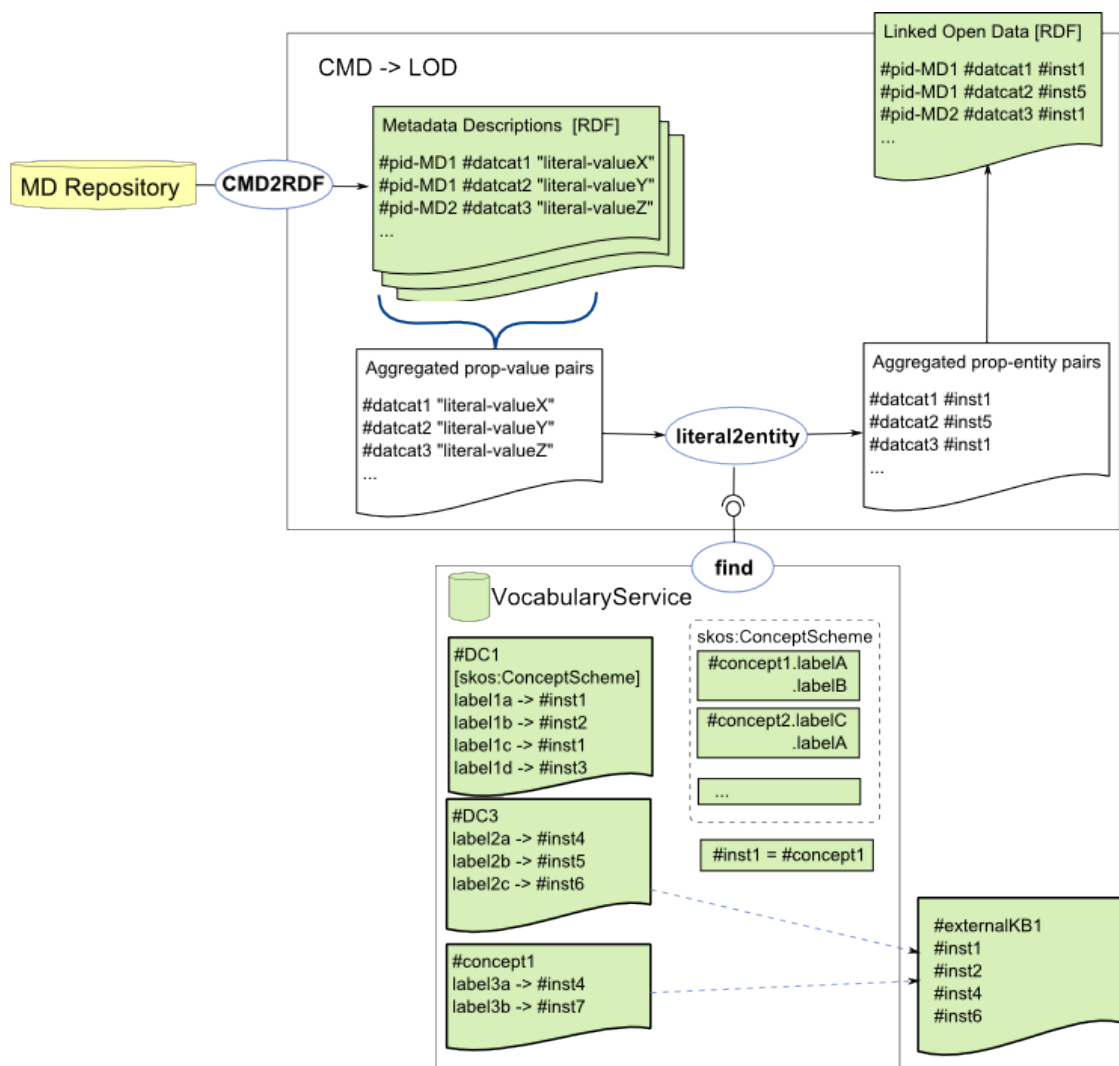 CMD -> LOD
MD Repository
CMD2RDF
Metadata Descriptions [RDF]
#pid-MD1 #datcat1 "literal-valueX"
#pid-MD1 #datcat2 "literal-valueY"
#pid-MD2 #datcat3 "literal-valueZ"
...
Linked Open Data [RDF]
#pid-MD1 #datcat1 #inst1
#pid-MD1 #datcat2 #inst5
#pid-MD2 #datcat3 #inst1
...
Aggregated prop-value pairs
#datcat1 "literal-valueX"
#datcat2 "literal-valueY"
#datcat3 "literal-valueZ"
...
literal2entity
Aggregated prop-entity pairs
#datcat1 #inst1
#datcat2 #inst5
#datcat3 #inst1
...
find
VocabularyService
#DC1
[skos:ConceptScheme]
label1a -> #inst1
label1b -> #inst2
label1c -> #inst1
label1d -> #inst3
skos:ConceptScheme
#concept1.labelA
.labelB
#concept2.labelC
.labelA
...
#inst1 = #concept1
#DC3
label2a -> #inst4
label2b -> #inst5
label2c -> #inst6
#concept1
label3a -> #inst4
label3b -> #inst7
#externalKB1
#inst1
#inst2
#inst4
#inst6